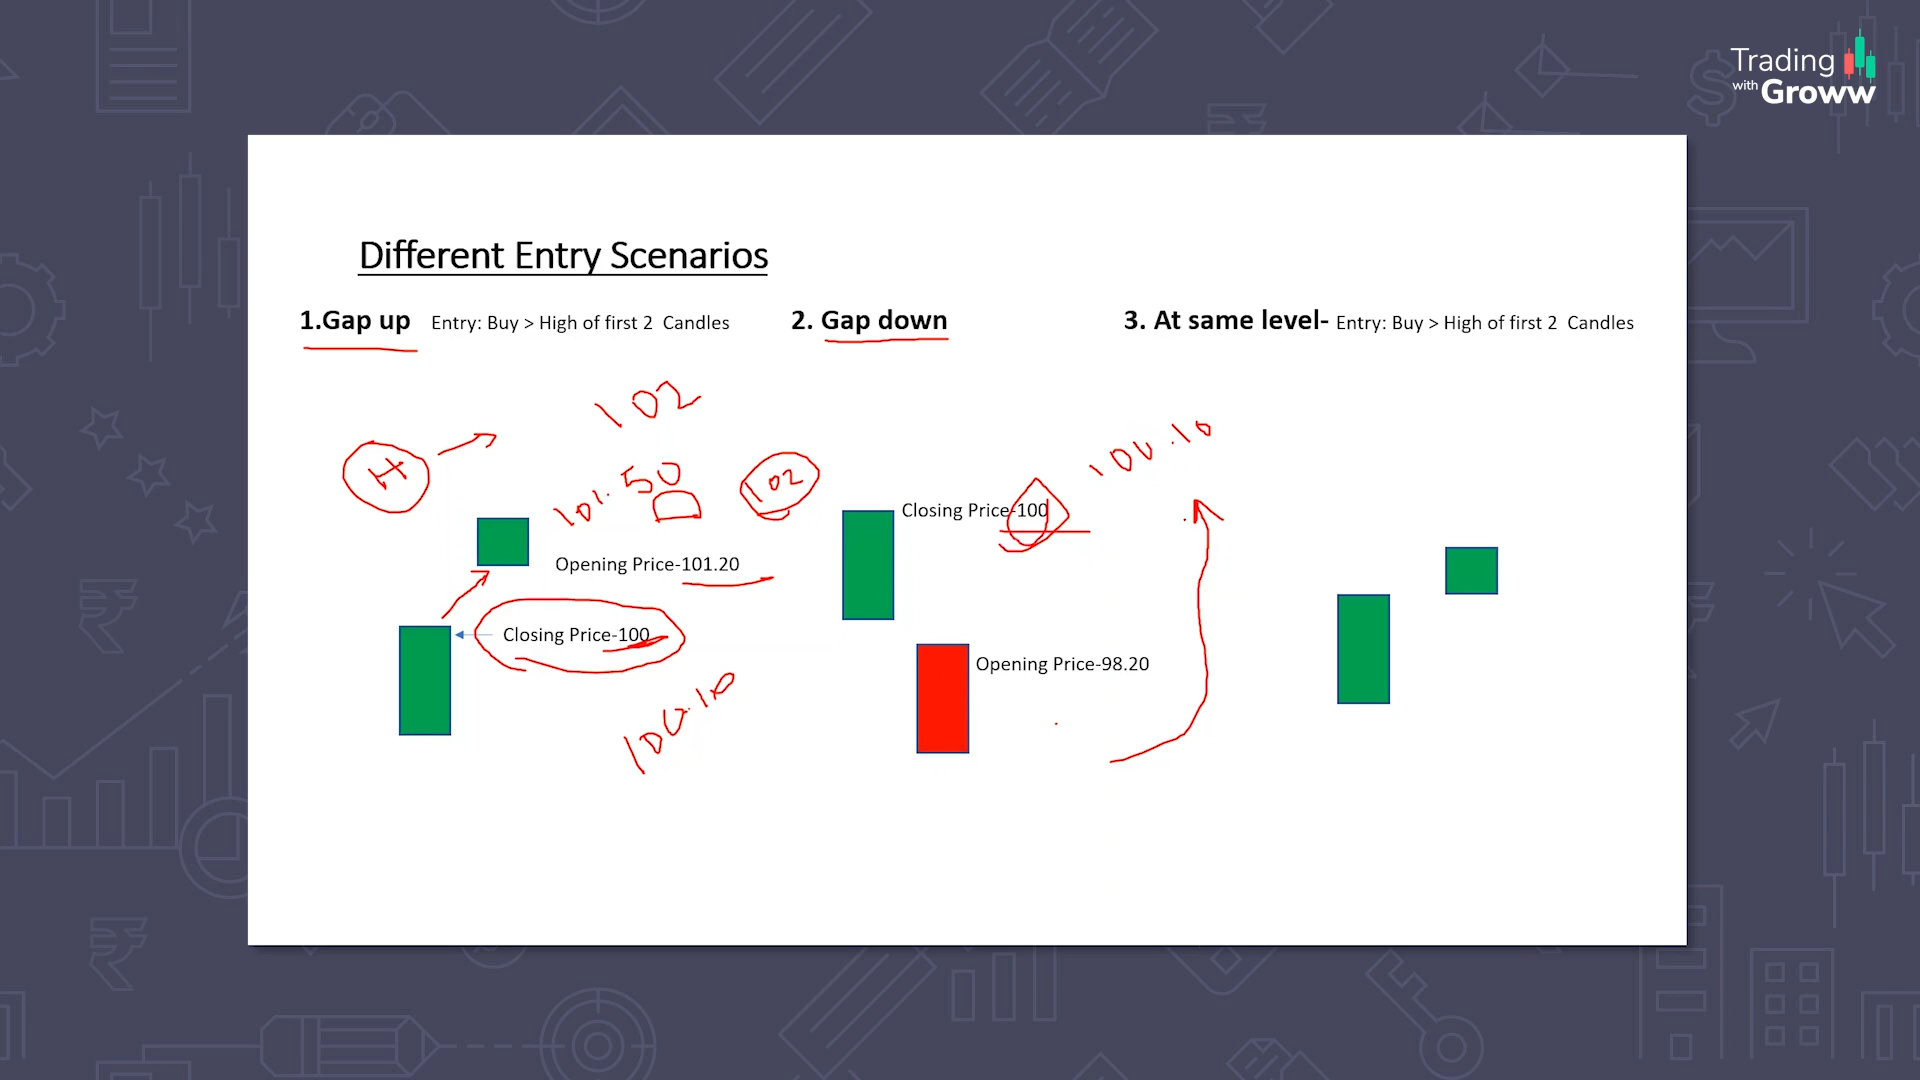 Trading
with Groww
Different Entry Scenarios
1.Gap up Entry: Buy > High of first 2 Candles
2. Gap down
3. At same level- Entry: Buy > High of first 2 Candles
102
H
101.50
102
100.10
Closing Price-100
Opening Price-101.20
Closing Price-100
Opening Price-98.20
100.10